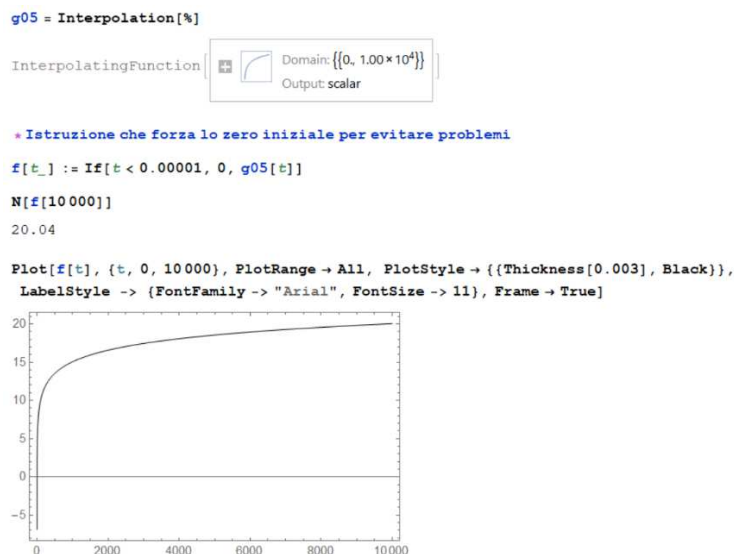 g05 = Interpolation[%]
InterpolatingFunction[ Domain: {{0., 1.00 × 10⁴}}
Output: scalar ]
* Istruzione che forza lo zero iniziale per evitare problemi
f[t_] := If[t < 0.00001, 0, g05[t]]
N[f[10000]]
20.04
Plot[f[t], {t, 0, 10000}, PlotRange → All, PlotStyle → {{Thickness[0.003], Black}},
LabelStyle -> {FontFamily -> "Arial", FontSize -> 11}, Frame → True]
20
15
10
5
0
-5
0 2000 4000 6000 8000 10000